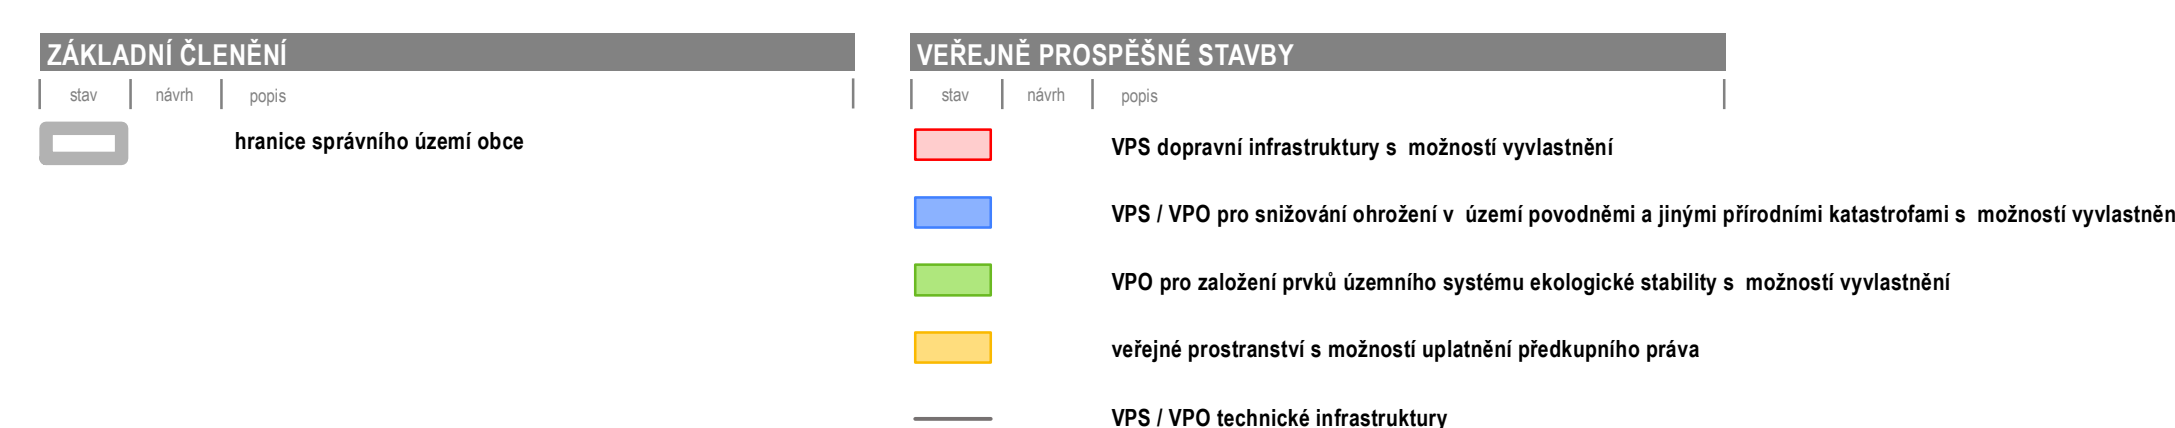 ZÁKLADNÍ ČLENĚNÍ
stav návrh popis
hranice správního území obce
VEŘEJNĚ PROSPĚŠNÉ STAVBY
stav návrh popis
VPS dopravní infrastruktury s možností vyvlastnění
VPS / VPO pro snižování ohrožení v území povodněmi a jinými přírodními katastrofami s možností vyvlastněn
VPO pro založení prvků územního systému ekologické stability s možností vyvlastnění
veřejné prostranství s možností uplatnění předkupního práva
VPS / VPO technické infrastruktury